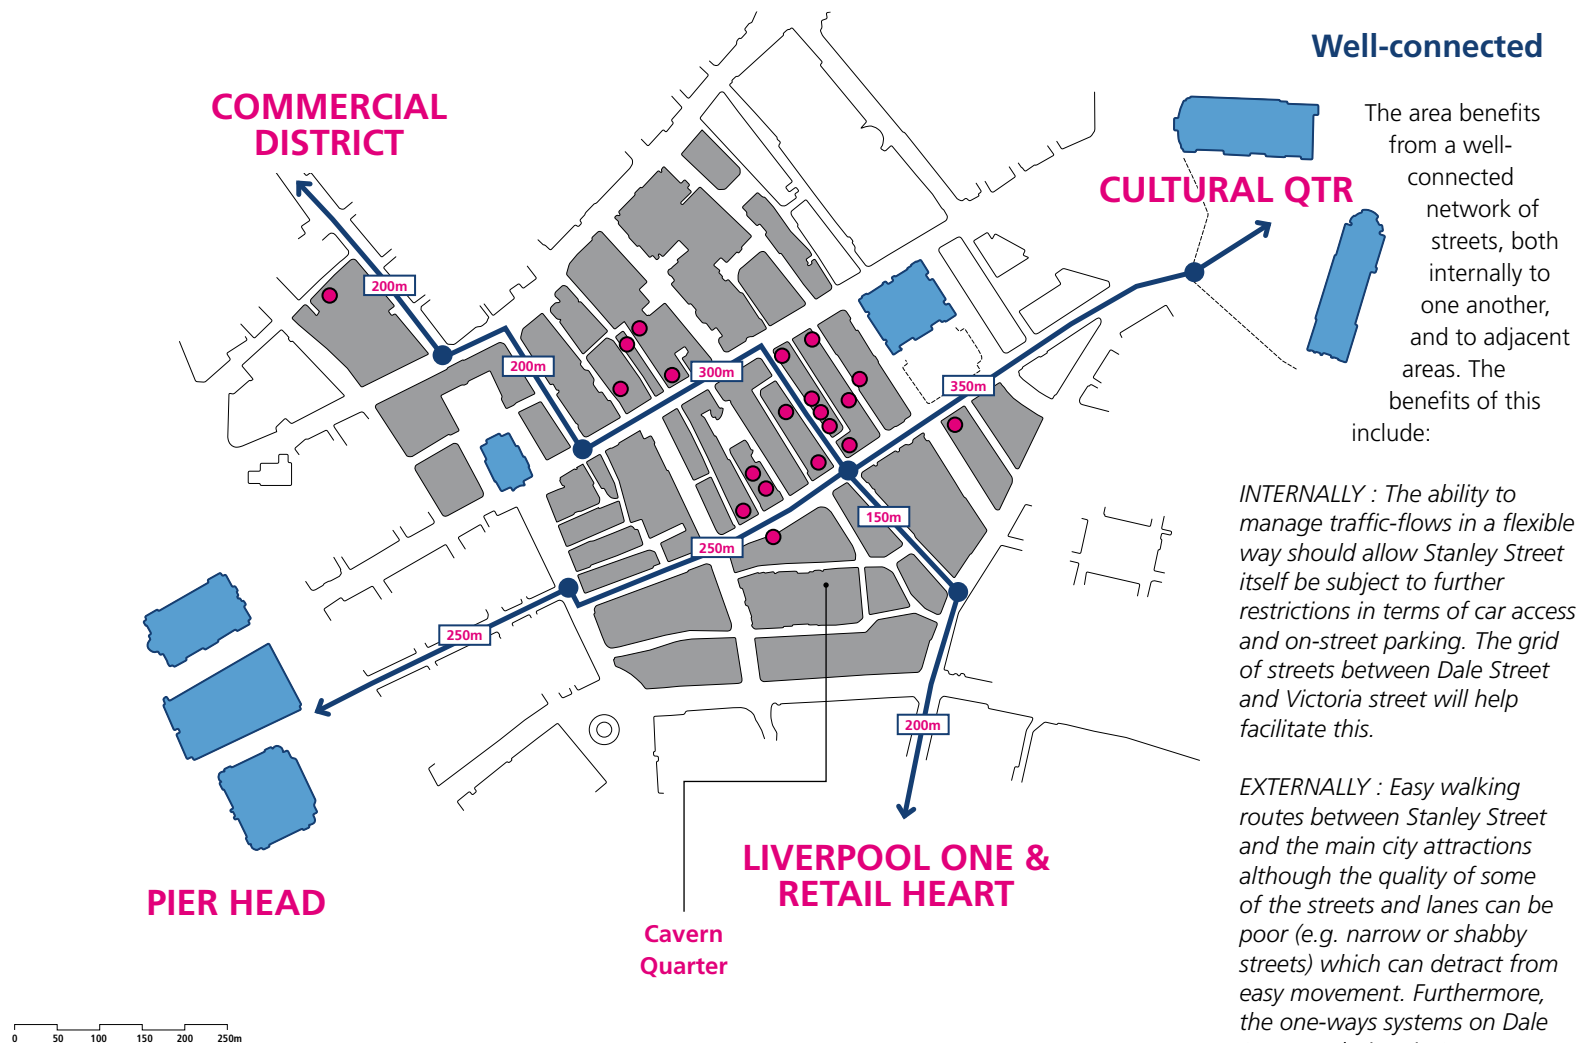 Well-connected
COMMERCIAL
DISTRICT
CULTURAL QTR
The area benefits
from a well-
connected
network of
streets, both
internally to
one another,
and to adjacent
areas. The
benefits of this
include:
200m
200m
300m
350m
150m
250m
250m
200m
INTERNALLY : The ability to
manage traffic-flows in a flexible
way should allow Stanley Street
itself be subject to further
restrictions in terms of car access
and on-street parking. The grid
of streets between Dale Street
and Victoria street will help
facilitate this.
EXTERNALLY : Easy walking
routes between Stanley Street
and the main city attractions
although the quality of some
of the streets and lanes can be
poor (e.g. narrow or shabby
streets) which can detract from
easy movement. Furthermore,
the one-ways systems on Dale
LIVERPOOL ONE &
RETAIL HEART
PIER HEAD
Cavern
Quarter
0 50 100 150 200 250m